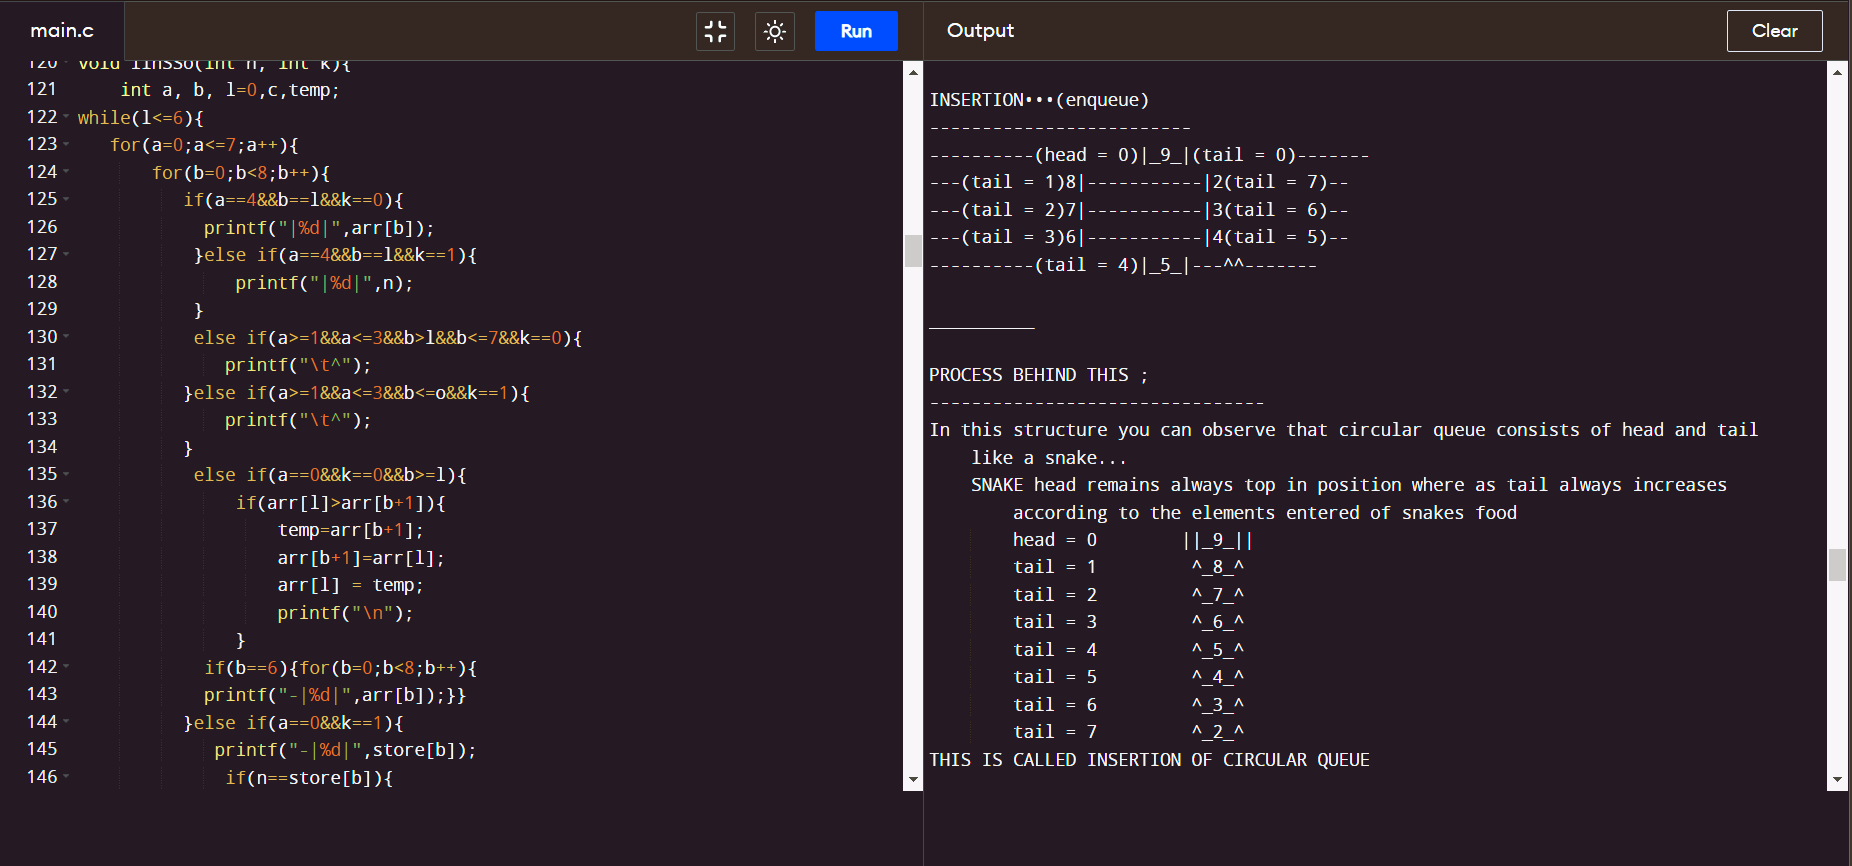 main.c
Run
Output
Clear
120 void linSSo(int n, int k){
121 int a, b, l=0,c,temp;
122 while(l<=6){
123 for(a=0;a<=7;a++){
124 for(b=0;b<8;b++){
125 if(a==4&&b==l&&k==0){
126 printf("|%d|",arr[b]);
127 }else if(a==4&&b==l&&k==1){
128 printf("|%d|",n);
129 }
130 else if(a>=1&&a<=3&&b>l&&b<=7&&k==0){
131 printf("\t^");
132 }else if(a>=1&&a<=3&&b<=o&&k==1){
133 printf("\t^");
134 }
135 else if(a==0&&k==0&&b>=l){
136 if(arr[l]>arr[b+1]){
137 temp=arr[b+1];
138 arr[b+1]=arr[l];
139 arr[l] = temp;
140 printf("\n");
141 }
142 if(b==6){for(b=0;b<8;b++){
143 printf("-|%d|",arr[b]);}}
144 }else if(a==0&&k==1){
145 printf("-|%d|",store[b]);
146 if(n==store[b]){
INSERTION•••(enqueue)
-------------------------
----------(head = 0)|_9_|(tail = 0)-------
---(tail = 1)8|-----------|2(tail = 7)--
---(tail = 2)7|-----------|3(tail = 6)--
---(tail = 3)6|-----------|4(tail = 5)--
----------(tail = 4)|_5_|---^^-------
__________
PROCESS BEHIND THIS ;
--------------------------------
In this structure you can observe that circular queue consists of head and tail
like a snake...
SNAKE head remains always top in position where as tail always increases
according to the elements entered of snakes food
head = 0 ||_9_||
tail = 1 ^_8_^
tail = 2 ^_7_^
tail = 3 ^_6_^
tail = 4 ^_5_^
tail = 5 ^_4_^
tail = 6 ^_3_^
tail = 7 ^_2_^
THIS IS CALLED INSERTION OF CIRCULAR QUEUE